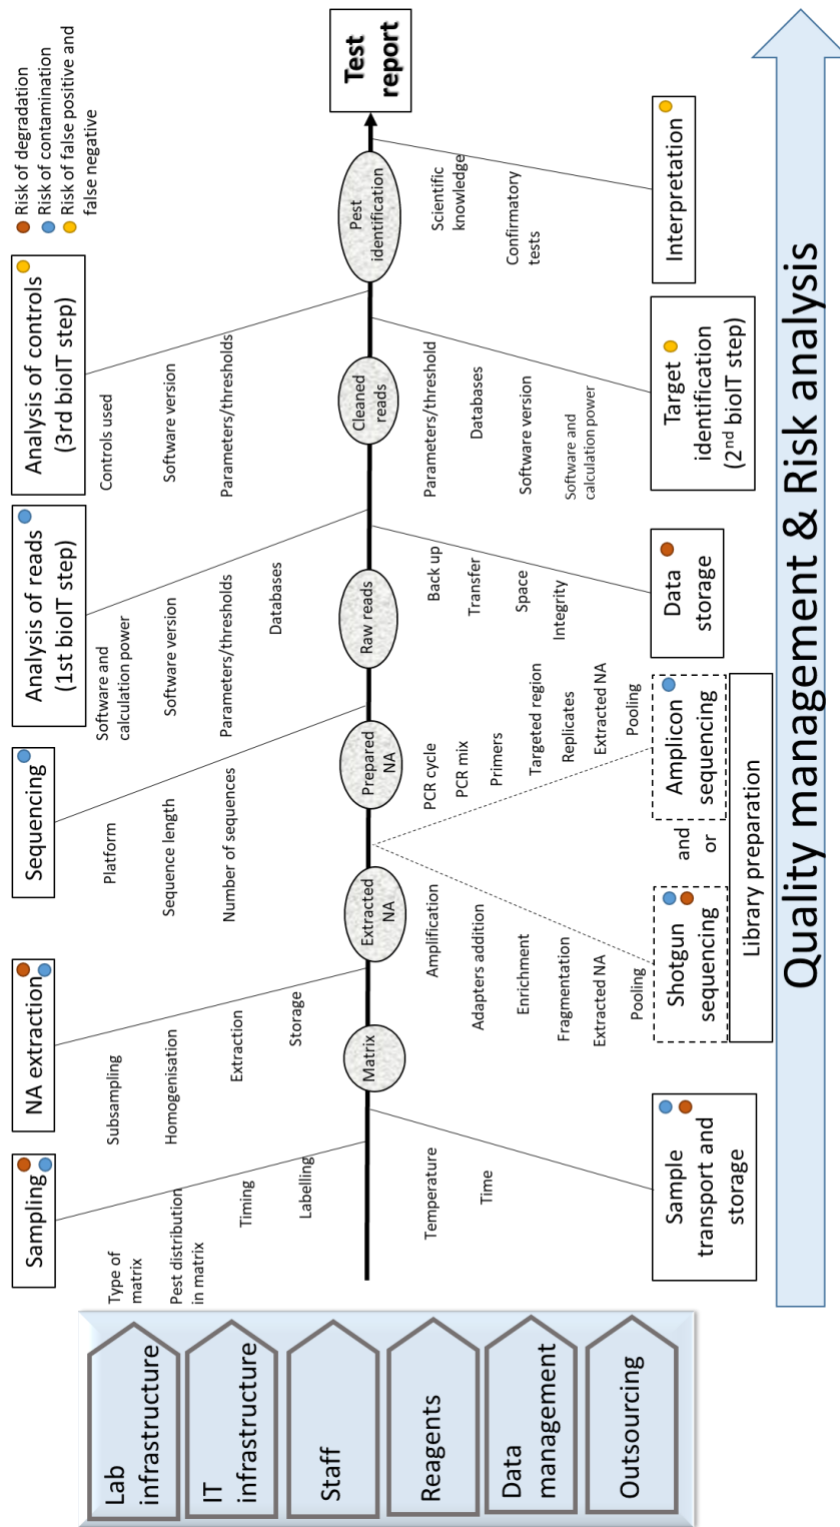 Lab
infrastructure
IT
infrastructure
Staff
Reagents
Data
management
Outsourcing
Sampling
Type of
matrix
Pest distribution
in matrix
Timing
Labelling
NA extraction
Subsampling
Homogenisation
Extraction
Storage
Sequencing
Platform
Sequence length
Number of sequences
Analysis of reads
(1st bioIT step)
Software and
calculation power
Software version
Parameters/thresholds
Databases
Analysis of controls
(3rd bioIT step)
Controls used
Software version
Parameters/thresholds
Risk of degradation
Risk of contamination
Risk of false positive and
false negative
Matrix
Extracted
NA
Prepared
NA
Raw reads
Cleaned
reads
Pest
identification
Test
report
Temperature
Time
Sample
transport and
storage
Amplification
Adapters addition
Enrichment
Fragmentation
Extracted NA
Pooling
Shotgun
sequencing
and
or
PCR cycle
PCR mix
Primers
Targeted region
Replicates
Extracted NA
Pooling
Amplicon
sequencing
Library preparation
Back up
Transfer
Space
Integrity
Data
storage
Parameters/threshold
Databases
Software version
Software and
calculation power
Target
identification
(2nd bioIT step)
Scientific
knowledge
Confirmatory
tests
Interpretation
Quality management & Risk analysis